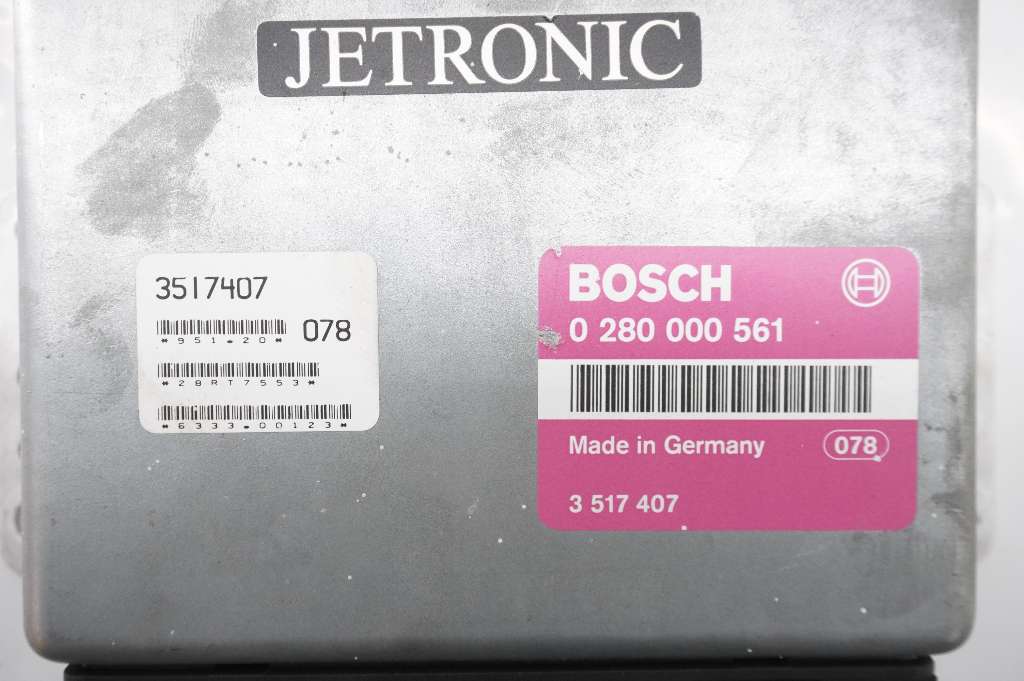 JETRONIC
3517407
*951.20* 078
*28RT7553*
*6333.00123*
BOSCH
0 280 000 561
Made in Germany 078
3 517 407